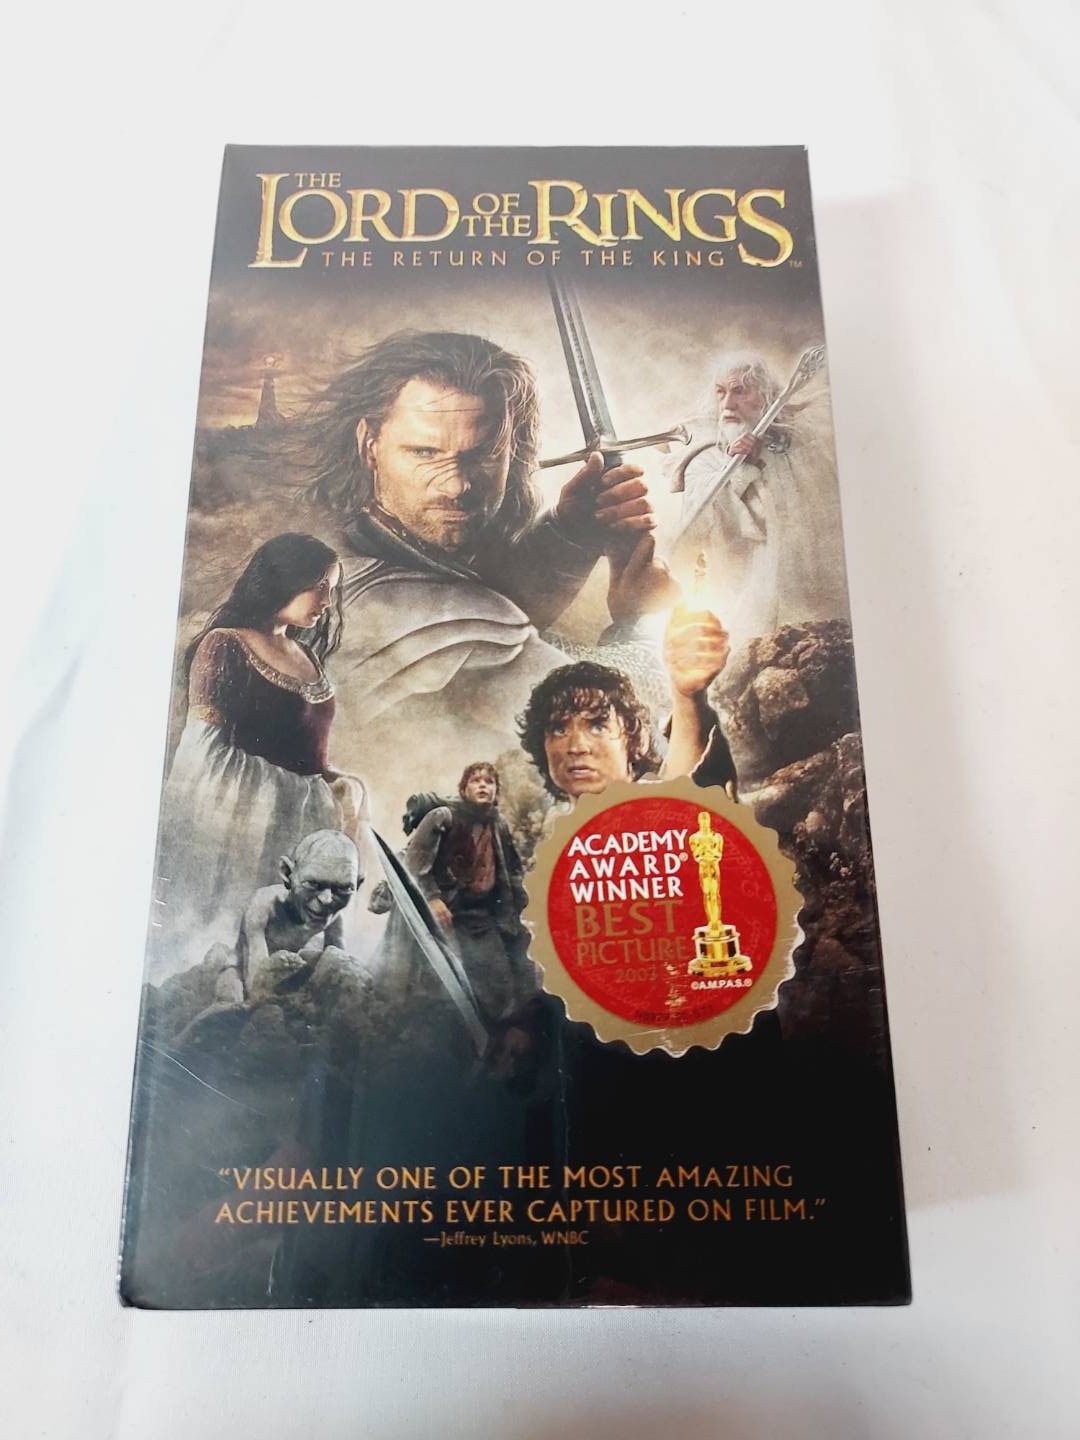 THE
LORD OF THE RINGS
THE RETURN OF THE KING ™
ACADEMY
AWARD®
WINNER
BEST
PICTURE
2003
©A.M.P.A.S.®
“VISUALLY ONE OF THE MOST AMAZING
ACHIEVEMENTS EVER CAPTURED ON FILM.”
—Jeffrey Lyons, WNBC